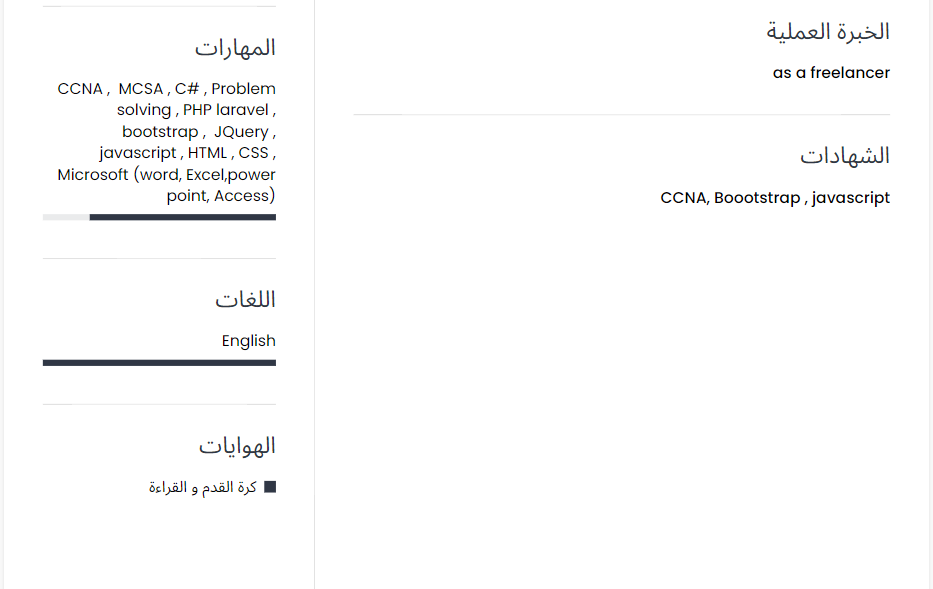 الخبرة العملية
as a freelancer
الشهادات
CCNA, Boootstrap , javascript
المهارات
CCNA , MCSA , C# , Problem
solving , PHP laravel ,
bootstrap , JQuery ,
javascript , HTML , CSS ,
Microsoft (word, Excel,power
point, Access)
اللغات
English
الهوايات
كرة القدم و القراءة